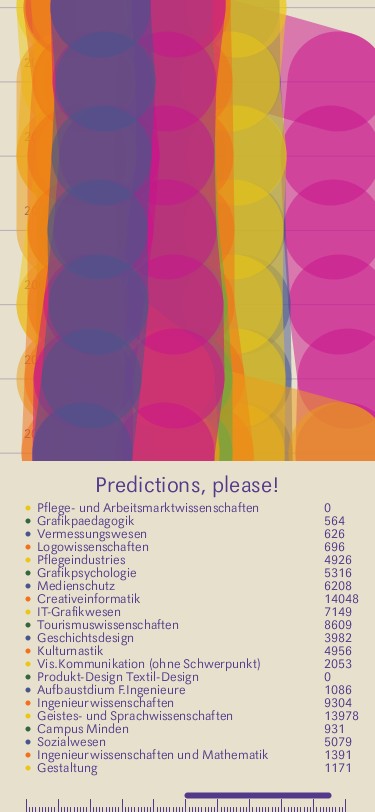 Predictions, please!
Pflege- und Arbeitsmarktwissenschaften 0
Grafikpaedagogik 564
Vermessungswesen 626
Logowissenschaften 696
Pflegeindustries 4926
Grafikpsychologie 5316
Medienschutz 6208
Creativeinformatik 14048
IT-Grafikwesen 7149
Tourismuswissenschaften 8609
Geschichtsdesign 3982
Kulturnastik 4956
Vis.Kommunikation (ohne Schwerpunkt) 2053
Produkt-Design Textil-Design 0
Aufbaustdium F.Ingenieure 1086
Ingenieurwissenschaften 9304
Geistes- und Sprachwissenschaften 13978
Campus Minden 931
Sozialwesen 5079
Ingenieurwissenschaften und Mathematik 1391
Gestaltung 1171